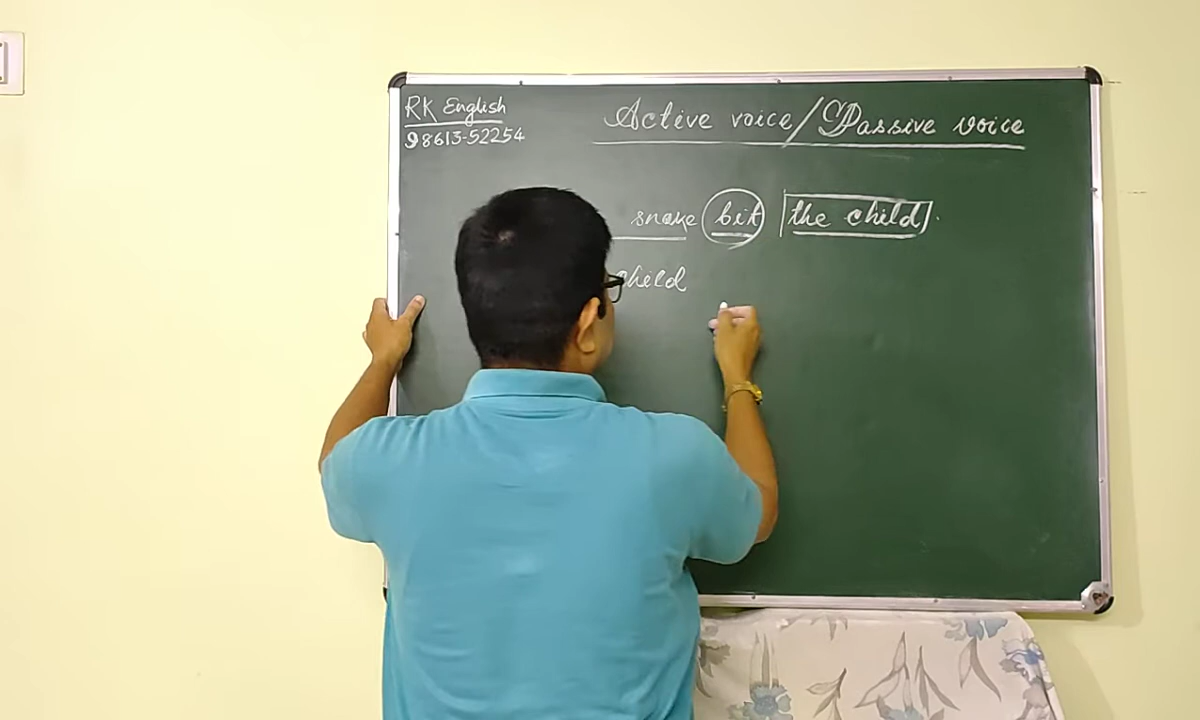 RK English
98613-52254
Active voice/Passive voice
snake bit the child.
child